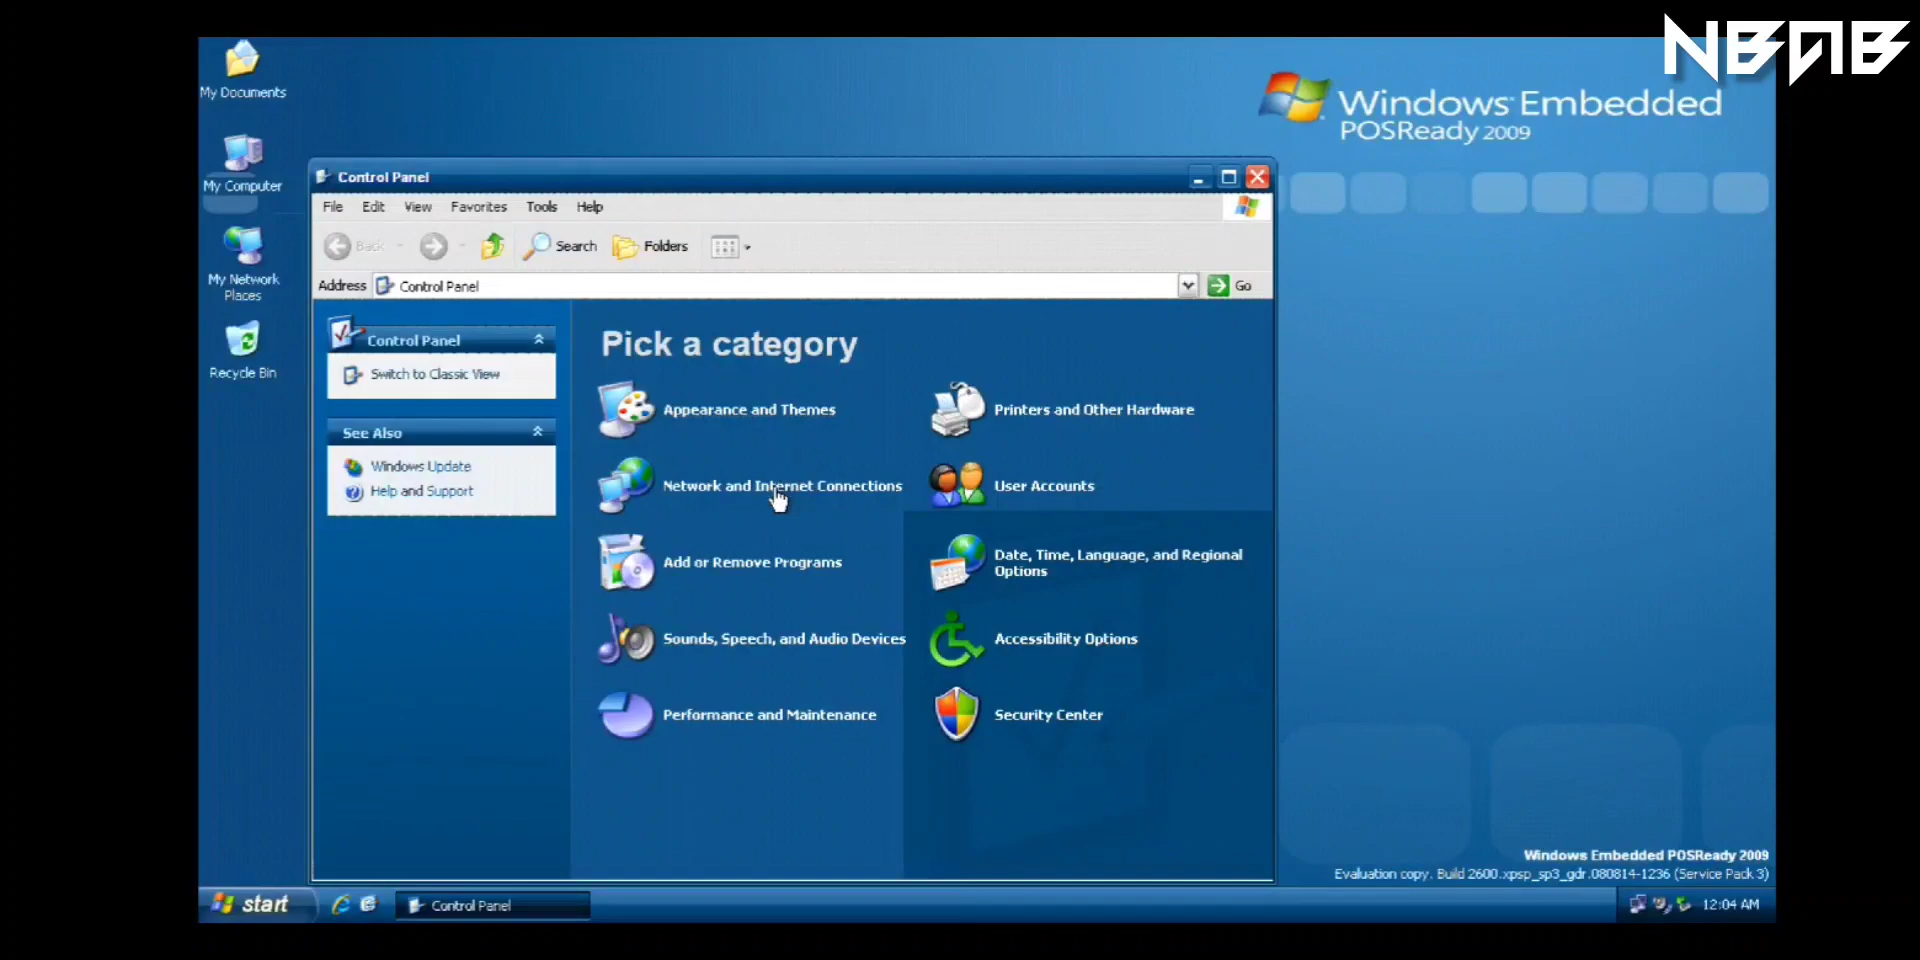 NBAB
My Documents
Windows Embedded
POSReady 2009
My Computer
Control Panel
File Edit View Favorites Tools Help
My Network
Places
Back Search Folders
Address Control Panel Go
Recycle Bin
Control Panel
Switch to Classic View
See Also
Windows Update
Help and Support
Pick a category
Appearance and Themes
Printers and Other Hardware
Network and Internet Connections
User Accounts
Add or Remove Programs
Date, Time, Language, and Regional
Options
Sounds, Speech, and Audio Devices
Accessibility Options
Performance and Maintenance
Security Center
Windows Embedded POSReady 2009
Evaluation copy. Build 2600.xpsp_sp3_gdr.080814-1236 (Service Pack 3)
start Control Panel 12:04 AM